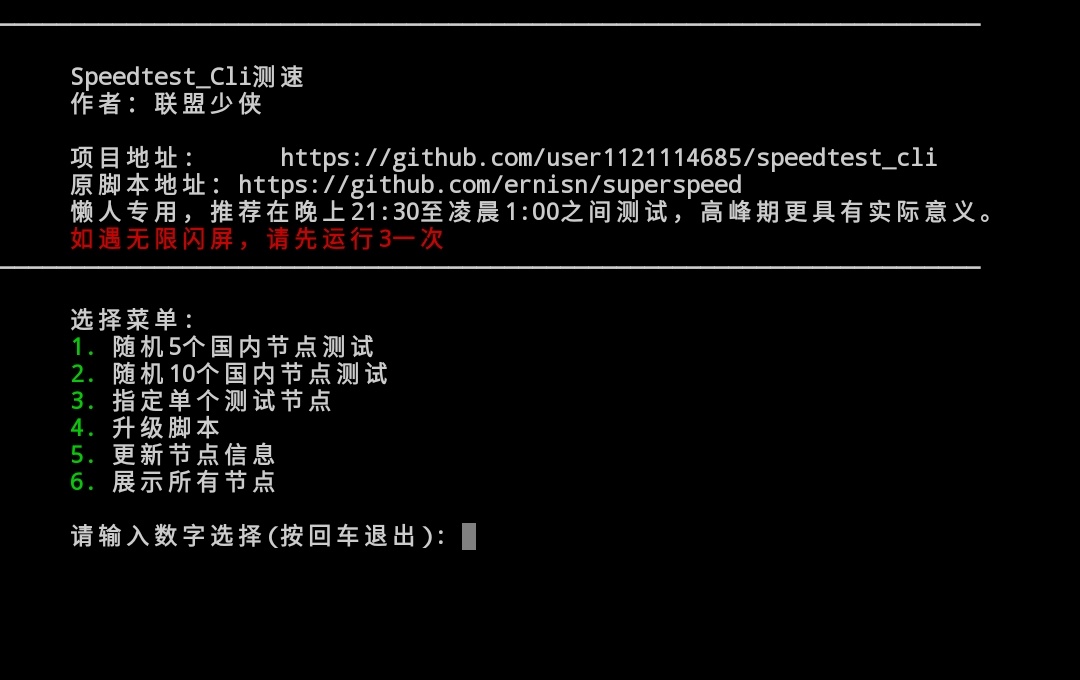 Speedtest_Cli测速
作者: 联盟少侠
项目地址: https://github.com/user1121114685/speedtest_cli
原脚本地址: https://github.com/ernisn/superspeed
懒人专用，推荐在晚上21:30至凌晨1:00之间测试，高峰期更具有实际意义。
如遇无限闪屏，请先运行3一次
选择菜单:
1. 随机5个国内节点测试
2. 随机10个国内节点测试
3. 指定单个测试节点
4. 升级脚本
5. 更新节点信息
6. 展示所有节点
请输入数字选择(按回车退出):